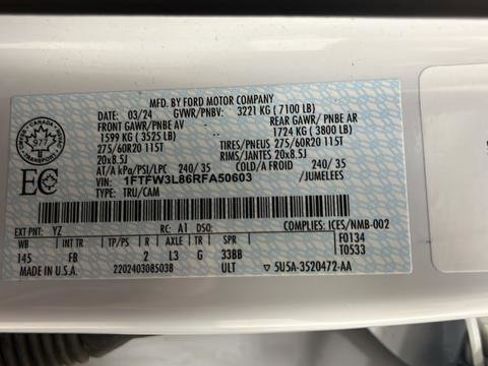 MFD. BY FORD MOTOR COMPANY
DATE: 03/24 GVWR/PNBV: 3221 KG (7100 LB)
FRONT GAWR/PNBE AV REAR GAWR/PNBE AR
1599 KG (3525 LB) 1724 KG (3800 LB)
275/60R20 115T TIRES/PNEUS 275/60R20 115T
20x8.5J RIMS/JANTES 20x8.5J
AT/A kPa/PSI/LPC 240/35 COLD/A FROID 240/35
VIN: 1FTFW3L86RFA50603 /JUMELEES
TYPE: TRU/CAM
977
EC
EXT PNT: YZ RC: A1 DSO: COMPLIES: ICES/NMB-002
WB INT TR TP/PS R AXLE TR SPR F0134
145 FB 2 L3 G 33BB T0533
MADE IN U.S.A. 2202403085038 ULT ▽ 5U5A-3520472-AA